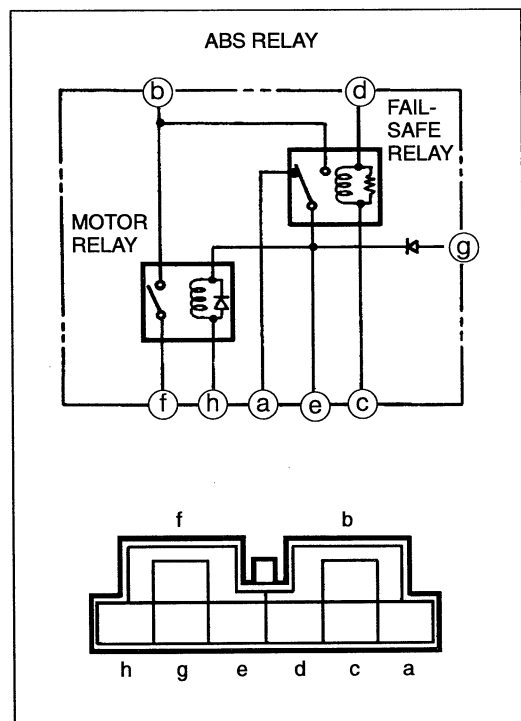 ABS RELAY
b d
FAIL-
SAFE
RELAY
MOTOR
RELAY
g
f h a e c
f b
h g e d c a